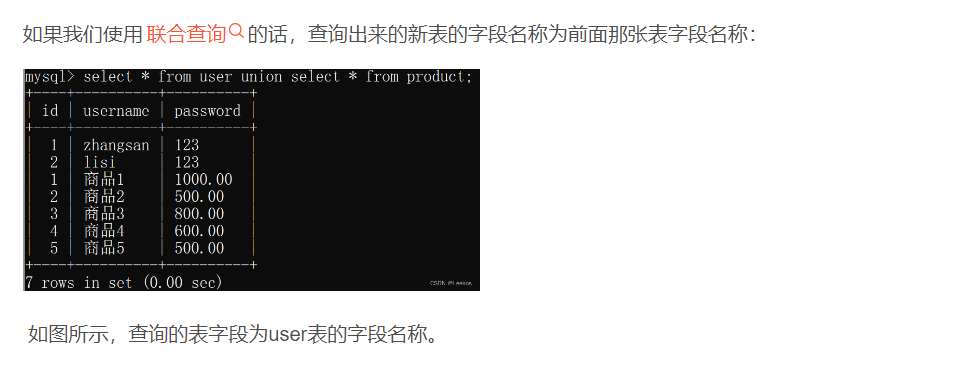 如果我们使用 联合查询 的话，查询出来的新表的字段名称为前面那张表字段名称：
mysql> select * from user union select * from product;
+----+----------+----------+
| id | username | password |
+----+----------+----------+
| 1 | zhangsan | 123 |
| 2 | lisi | 123 |
| 1 | 商品1 | 1000.00 |
| 2 | 商品2 | 500.00 |
| 3 | 商品3 | 800.00 |
| 4 | 商品4 | 600.00 |
| 5 | 商品5 | 500.00 |
+----+----------+----------+
7 rows in set (0.00 sec)
CSDN @Leekos
如图所示，查询的表字段为user表的字段名称。